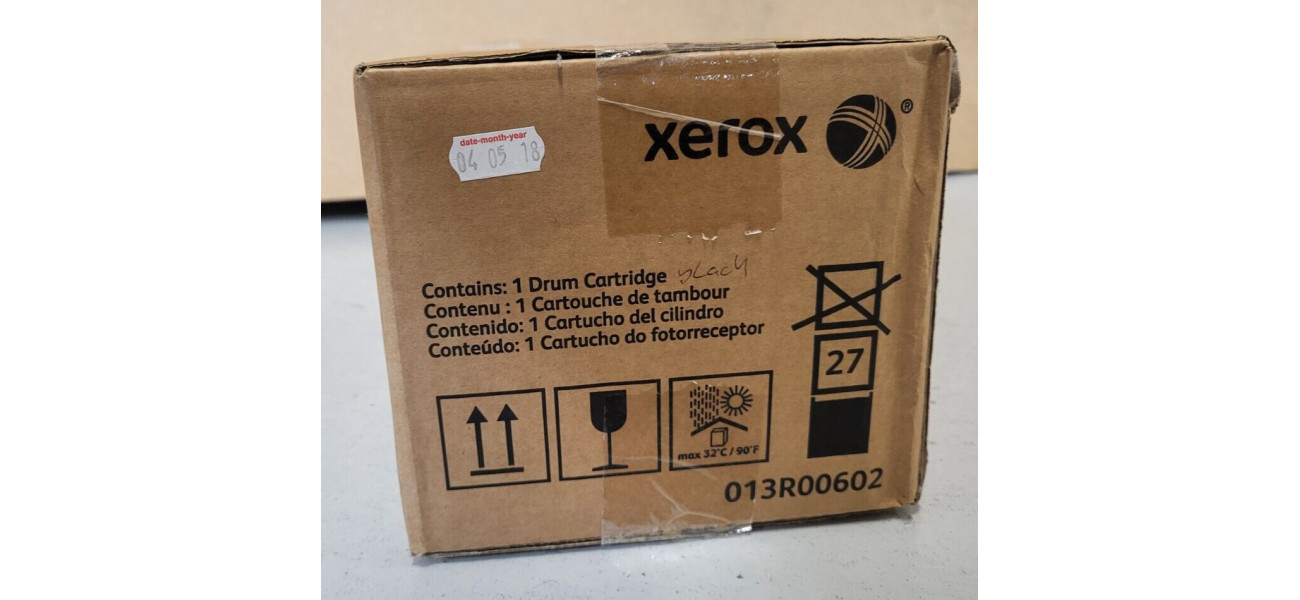 xerox ®
date-month-year
04 05 18
Contains: 1 Drum Cartridge
Contenu : 1 Cartouche de tambour
Contenido: 1 Cartucho del cilindro
Conteúdo: 1 Cartucho do fotorreceptor
27
max 32°C / 90°F
013R00602